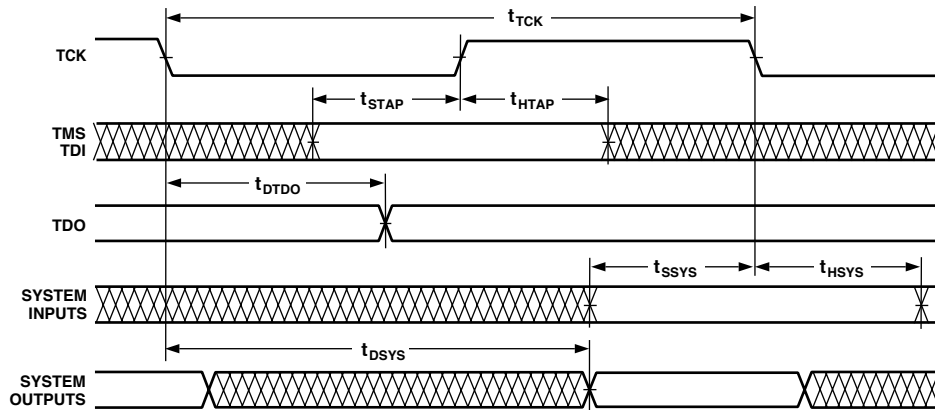 tTCK
TCK
tSTAP
tHTAP
TMS
TDI
tDTDO
TDO
tSSYS
tHSYS
SYSTEM
INPUTS
tDSYS
SYSTEM
OUTPUTS